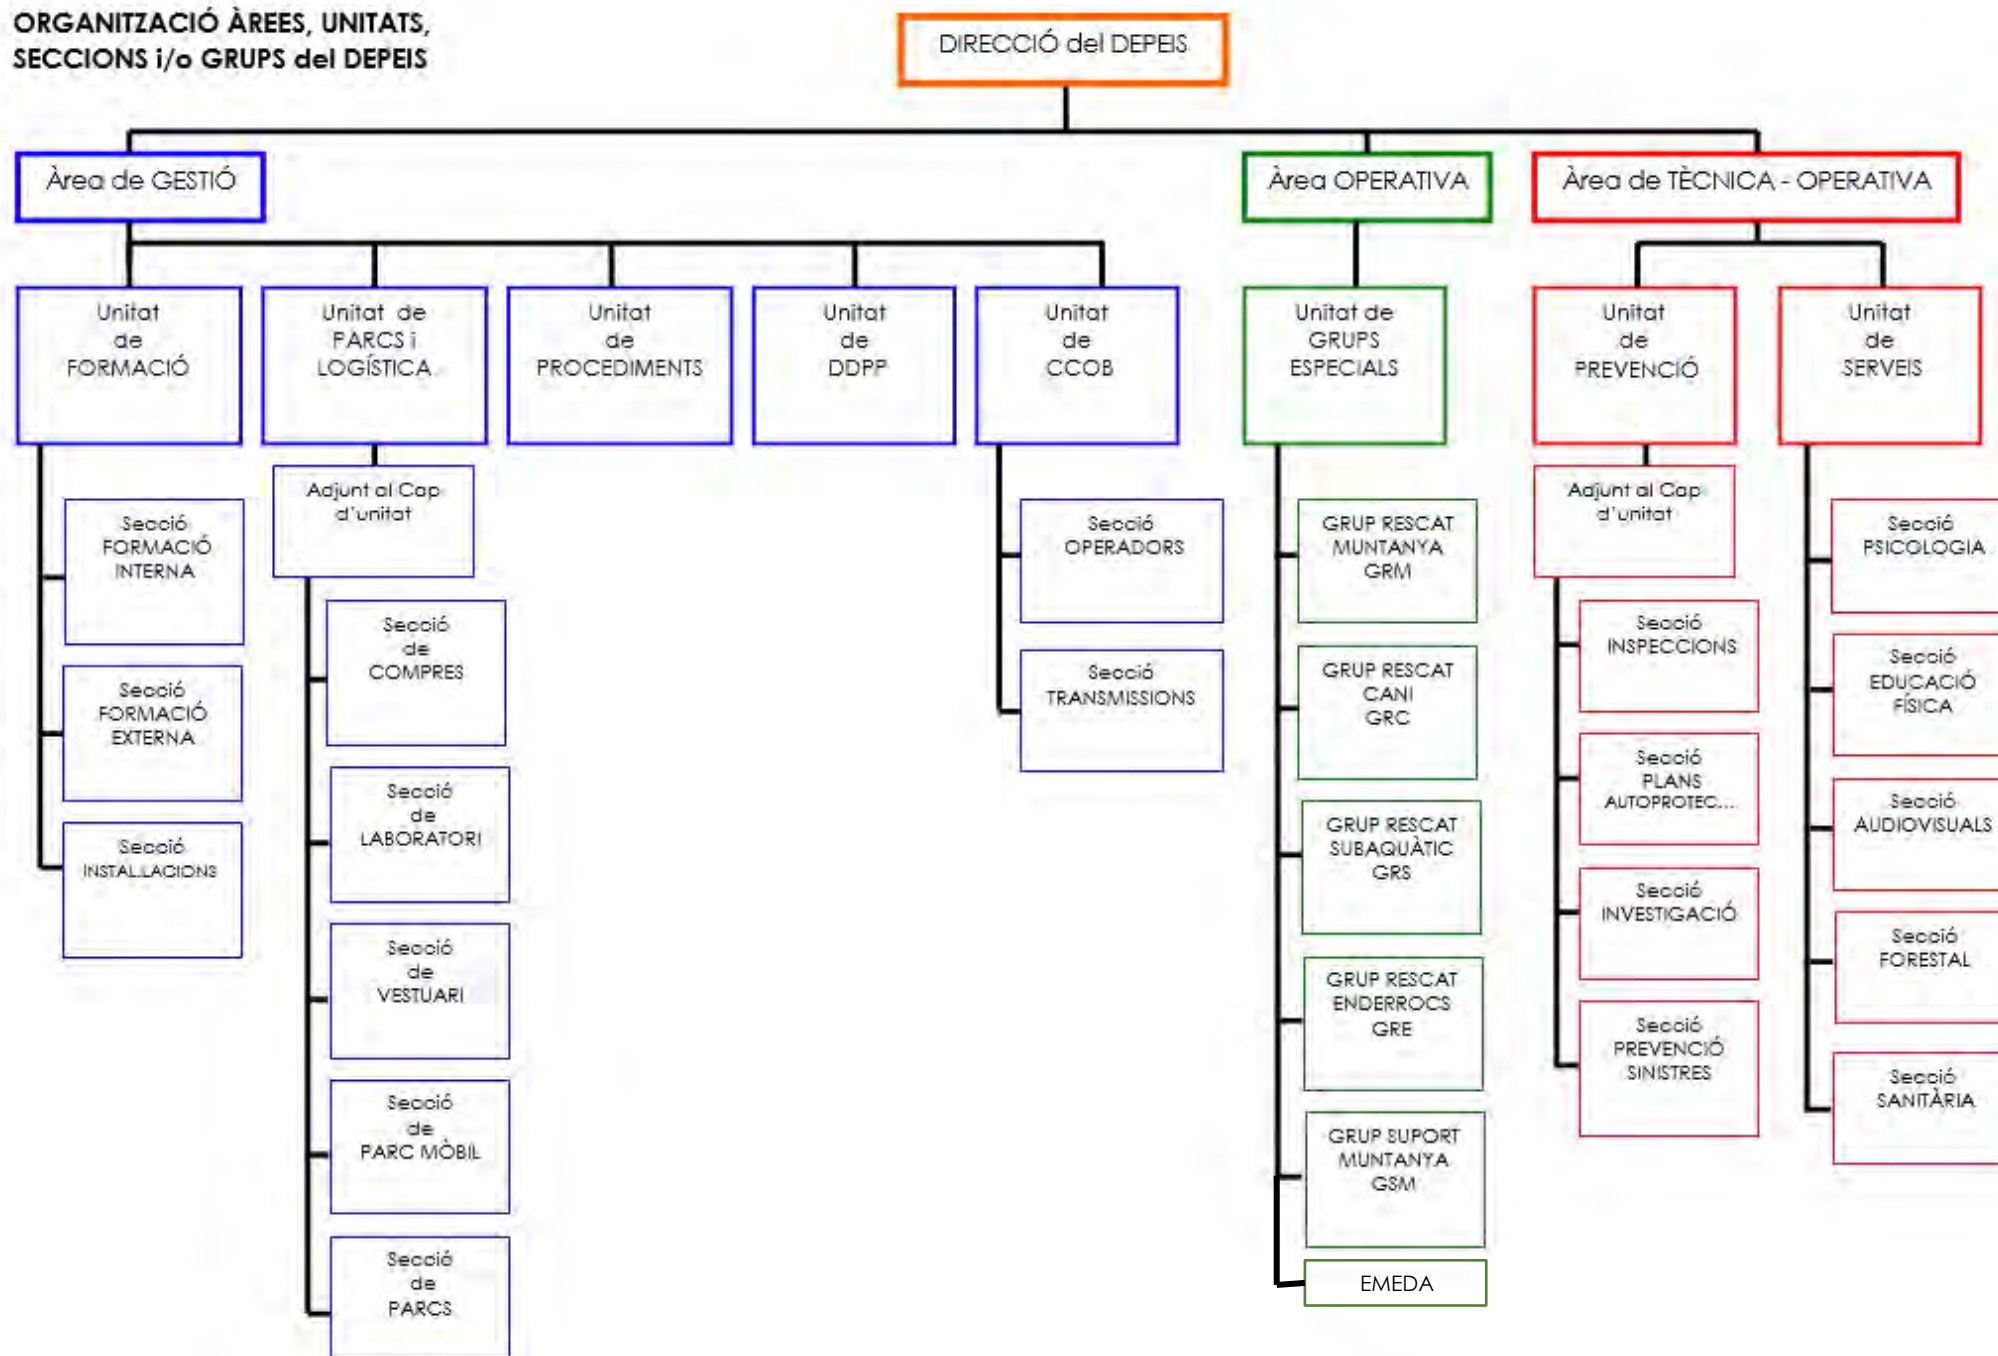 ORGANITZACIÓ ÀREES, UNITATS,
SECCIONS i/o GRUPS del DEPEIS
DIRECCIÓ del DEPEIS
Àrea de GESTIÓ
Àrea OPERATIVA
Àrea de TÈCNICA - OPERATIVA
Unitat
de
FORMACIÓ
Unitat de
PARCS i
LOGÍSTICA
Unitat
de
PROCEDIMENTS
Unitat
de
DDPP
Unitat
de
CCOB
Unitat de
GRUPS
ESPECIALS
Unitat
de
PREVENCIÓ
Unitat
de
SERVEIS
Secció
FORMACIÓ
INTERNA
Secció
FORMACIÓ
EXTERNA
Secció
INSTAL.LACIONS
Adjunt al Cap
d'unitat
Secció
de
COMPRES
Secció
de
LABORATORI
Secció
de
VESTUARI
Secció
de
PARC MÒBIL
Secció
de
PARCS
Secció
OPERADORS
Secció
TRANSMISSIONS
GRUP RESCAT
MUNTANYA
GRM
GRUP RESCAT
CANI
GRC
GRUP RESCAT
SUBAQUÀTIC
GRS
GRUP RESCAT
ENDERROCS
GRE
GRUP SUPORT
MUNTANYA
GSM
EMEDA
Adjunt al Cap
d'unitat
Secció
INSPECCIONS
Secció
PLANS
AUTOPROTEC...
Secció
INVESTIGACIÓ
Secció
PREVENCIÓ
SINISTRES
Secció
PSICOLOGIA
Secció
EDUCACIÓ
FÍSICA
Secció
AUDIOVISUALS
Secció
FORESTAL
Secció
SANITÀRIA